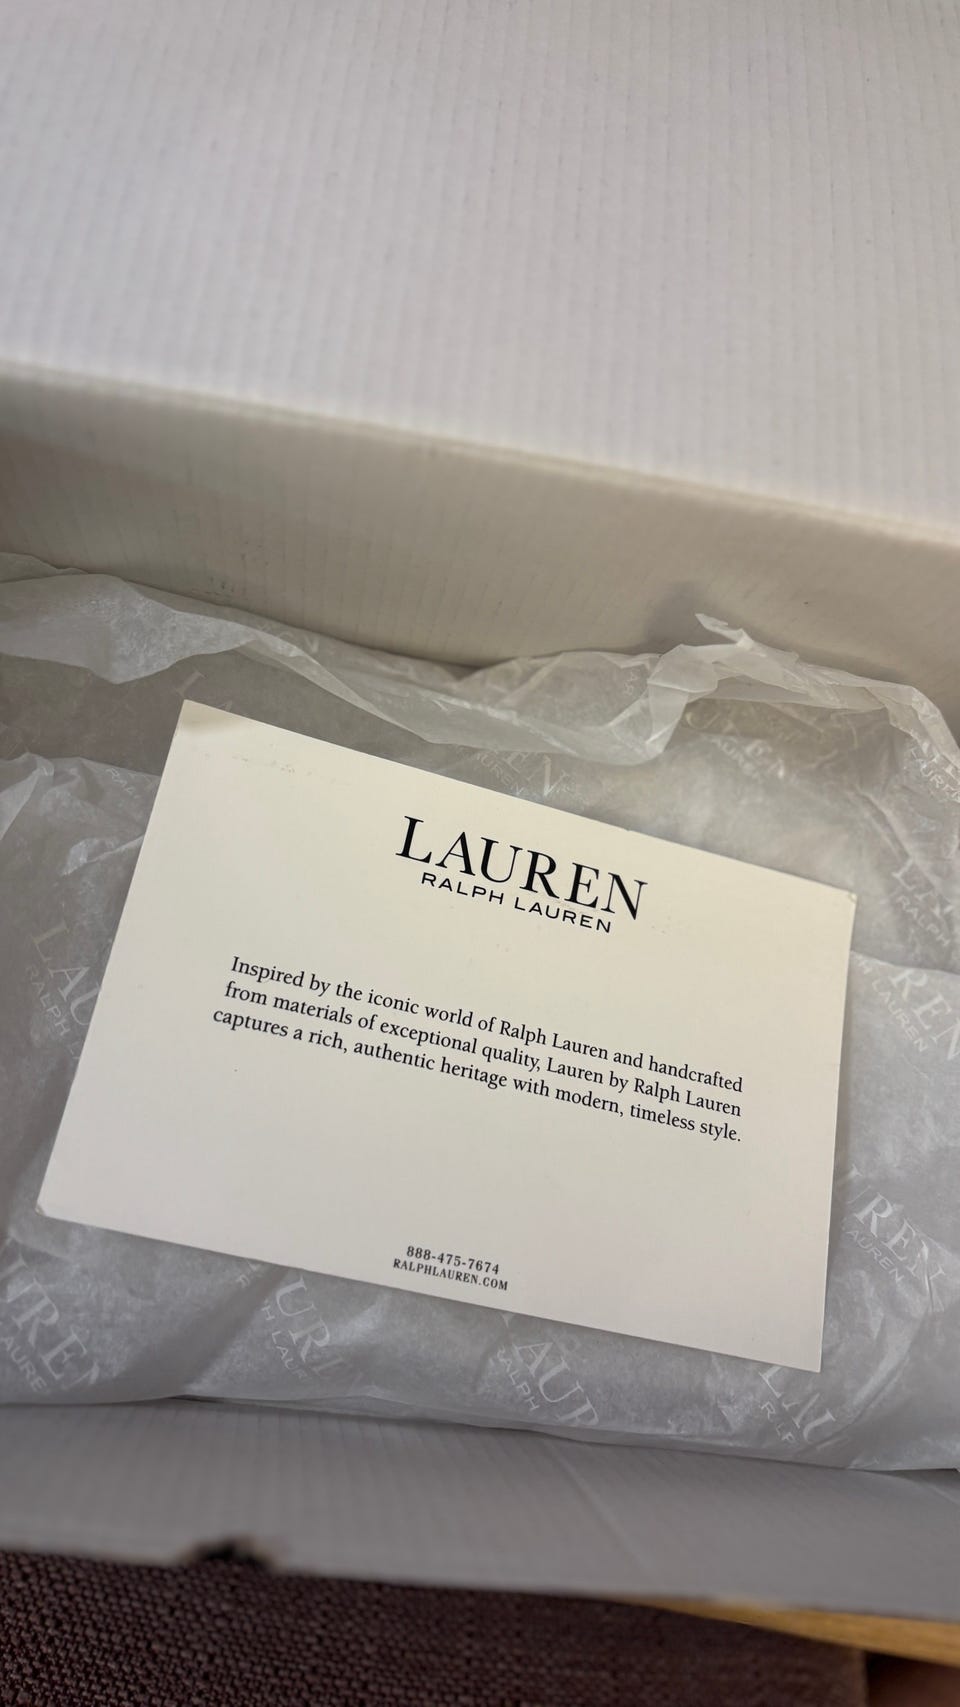 LAUREN
RALPH LAUREN
Inspired by the iconic world of Ralph Lauren and handcrafted
from materials of exceptional quality, Lauren by Ralph Lauren
captures a rich, authentic heritage with modern, timeless style.
888-475-7674
RALPHLAUREN.COM